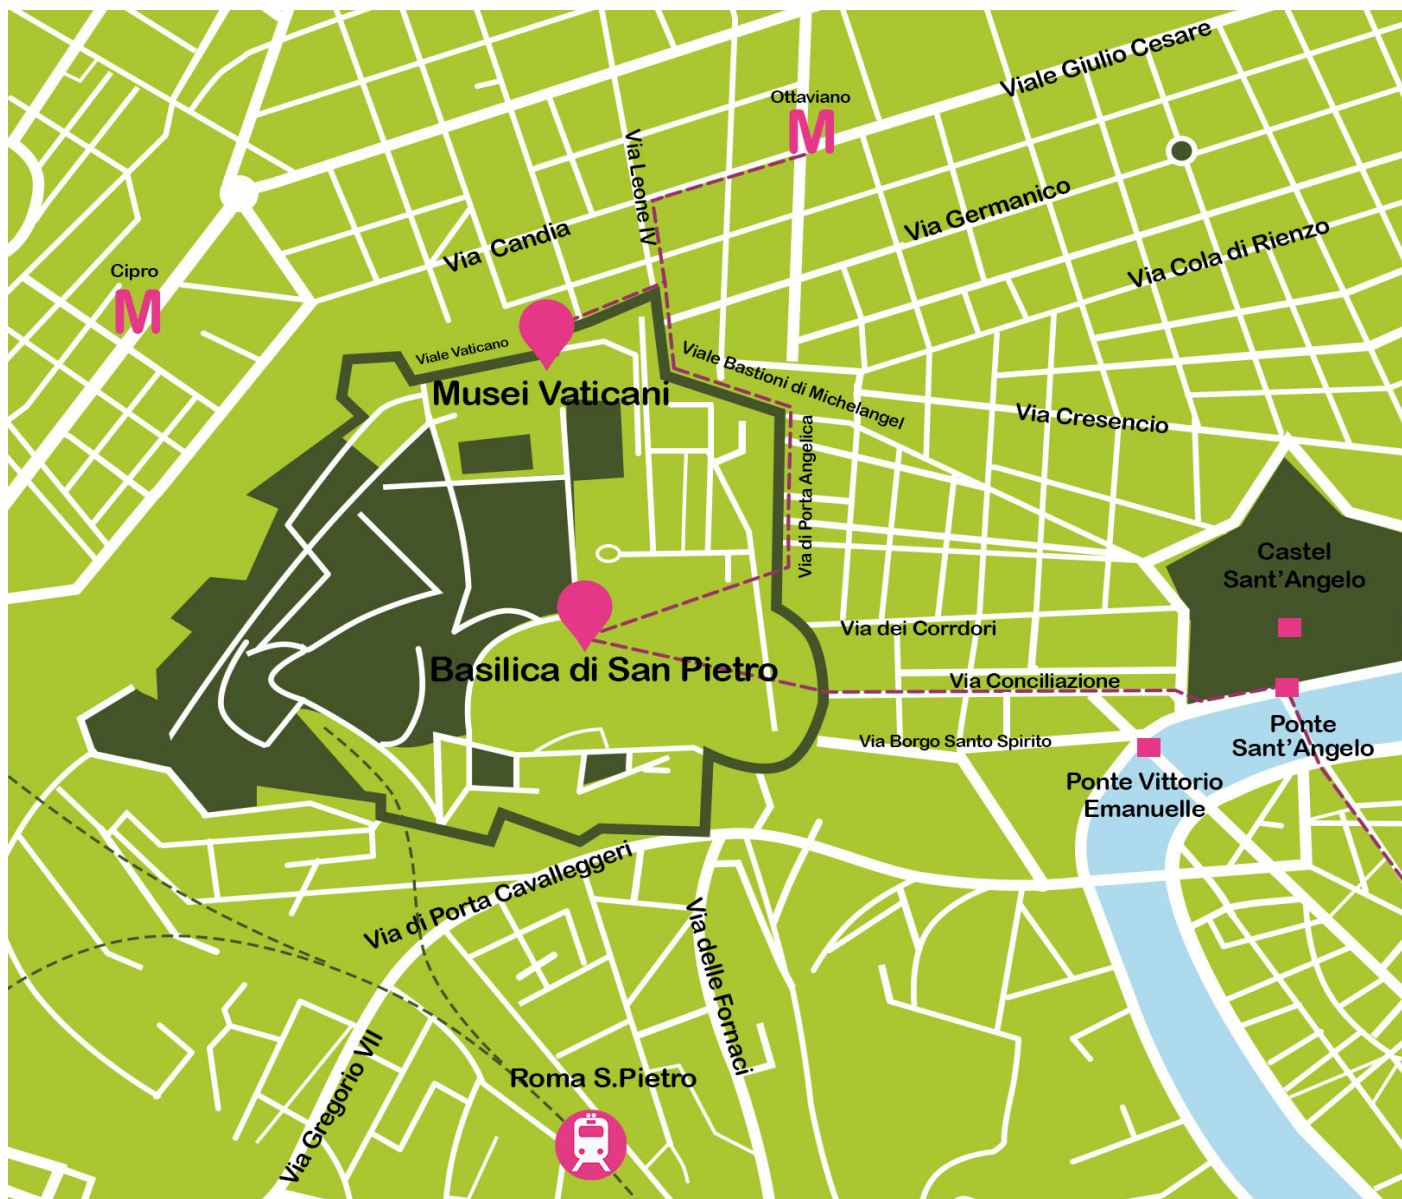 Viale Giulio Cesare
Ottaviano
M
Via Leone IV
Via Germanico
Via Candia
Via Cola di Rienzo
Cipro
M
Viale Vaticano
Musei Vaticani
Viale Bastioni di Michelangel
Via Cresencio
Via di Porta Angelica
Castel
Sant'Angelo
Via dei Corrdori
Basilica di San Pietro
Via Conciliazione
Via Borgo Santo Spirito
Ponte
Sant'Angelo
Ponte Vittorio
Emanuelle
Via di Porta Cavalleggeri
Via delle Fornaci
Via Gregorio VII
Roma S.Pietro